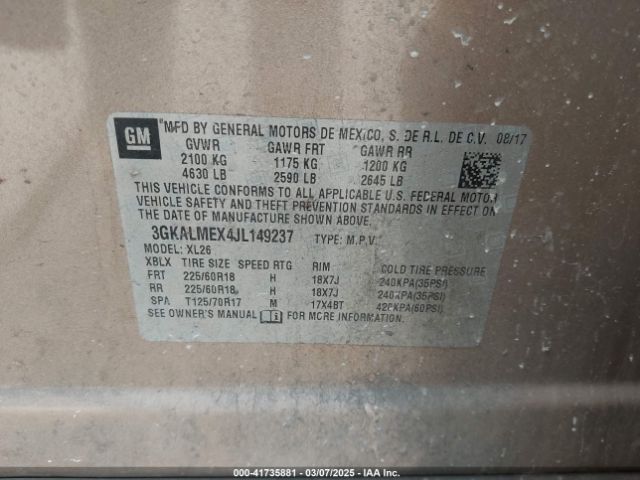 GM
MFD BY GENERAL MOTORS DE MEXICO, S. DE R.L. DE C.V. 08/17
GVWR GAWR FRT GAWR RR
2100 KG 1175 KG 1200 KG
4630 LB 2590 LB 2645 LB
THIS VEHICLE CONFORMS TO ALL APPLICABLE U.S. FEDERAL MOTOR
VEHICLE SAFETY AND THEFT PREVENTION STANDARDS IN EFFECT ON
THE DATE OF MANUFACTURE SHOWN ABOVE.
3GKALMEX4JL149237 TYPE: M.P.V.
MODEL: XL26
XBLX TIRE SIZE SPEED RTG RIM COLD TIRE PRESSURE
FRT 225/60R18 H 18X7J 240KPA(35PSI)
RR 225/60R18 H 18X7J 240KPA(35PSI)
SPA T125/70R17 M 17X4BT 420KPA(60PSI)
SEE OWNER'S MANUAL FOR MORE INFORMATION.
000-41735881 — 03/07/2025 — IAA Inc.